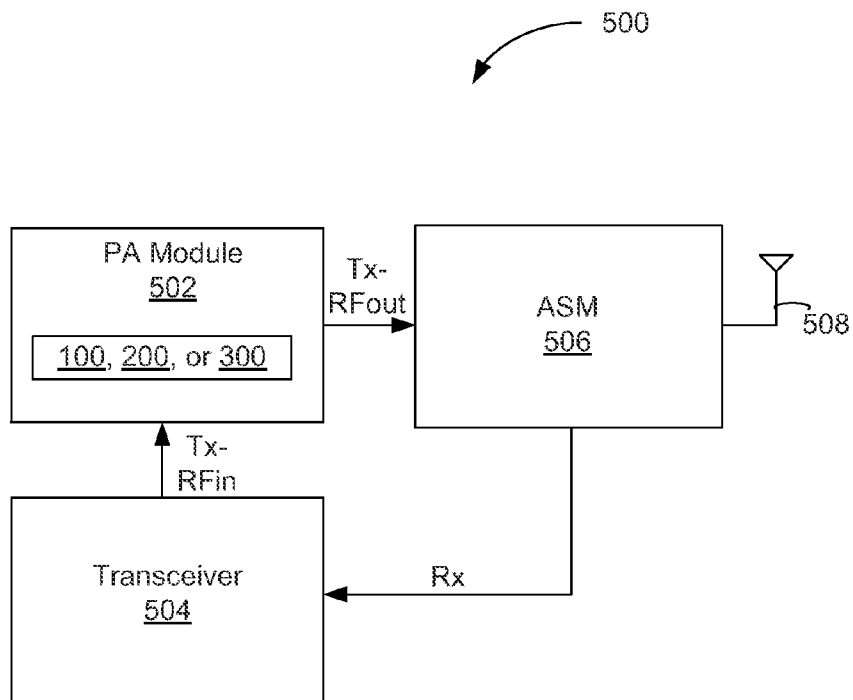 500
PA Module
502
100, 200, or 300
Tx-
RFout
ASM
506
508
Tx-
RFin
Transceiver
504
Rx